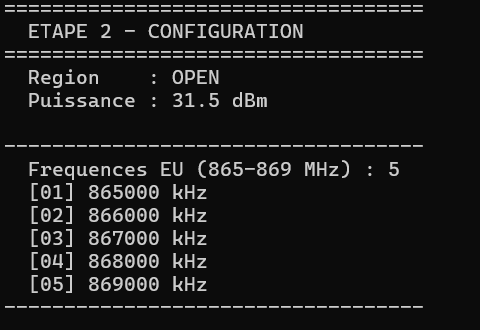 ===================================
ETAPE 2 - CONFIGURATION
===================================
Region    : OPEN
Puissance : 31.5 dBm
-----------------------------------
Frequences EU (865-869 MHz) : 5
[01] 865000 kHz
[02] 866000 kHz
[03] 867000 kHz
[04] 868000 kHz
[05] 869000 kHz
-----------------------------------